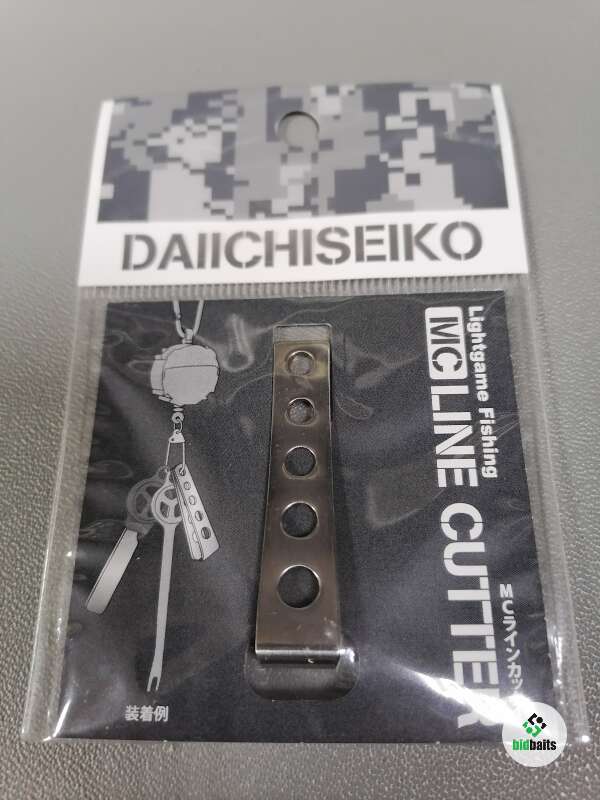 DAIICHISEIKO
Lightgame Fishing
MC LINE CUTTER
MCラインカッ
装着例
bidbaits